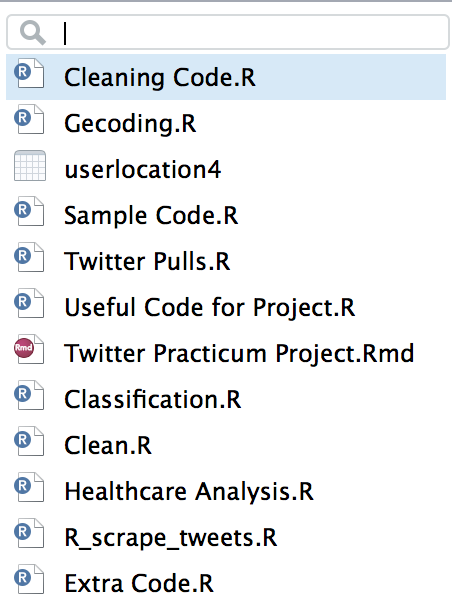 Cleaning Code.R
Gecoding.R
userlocation4
Sample Code.R
Twitter Pulls.R
Useful Code for Project.R
Rmd Twitter Practicum Project.Rmd
Classification.R
Clean.R
Healthcare Analysis.R
R_scrape_tweets.R
Extra Code.R